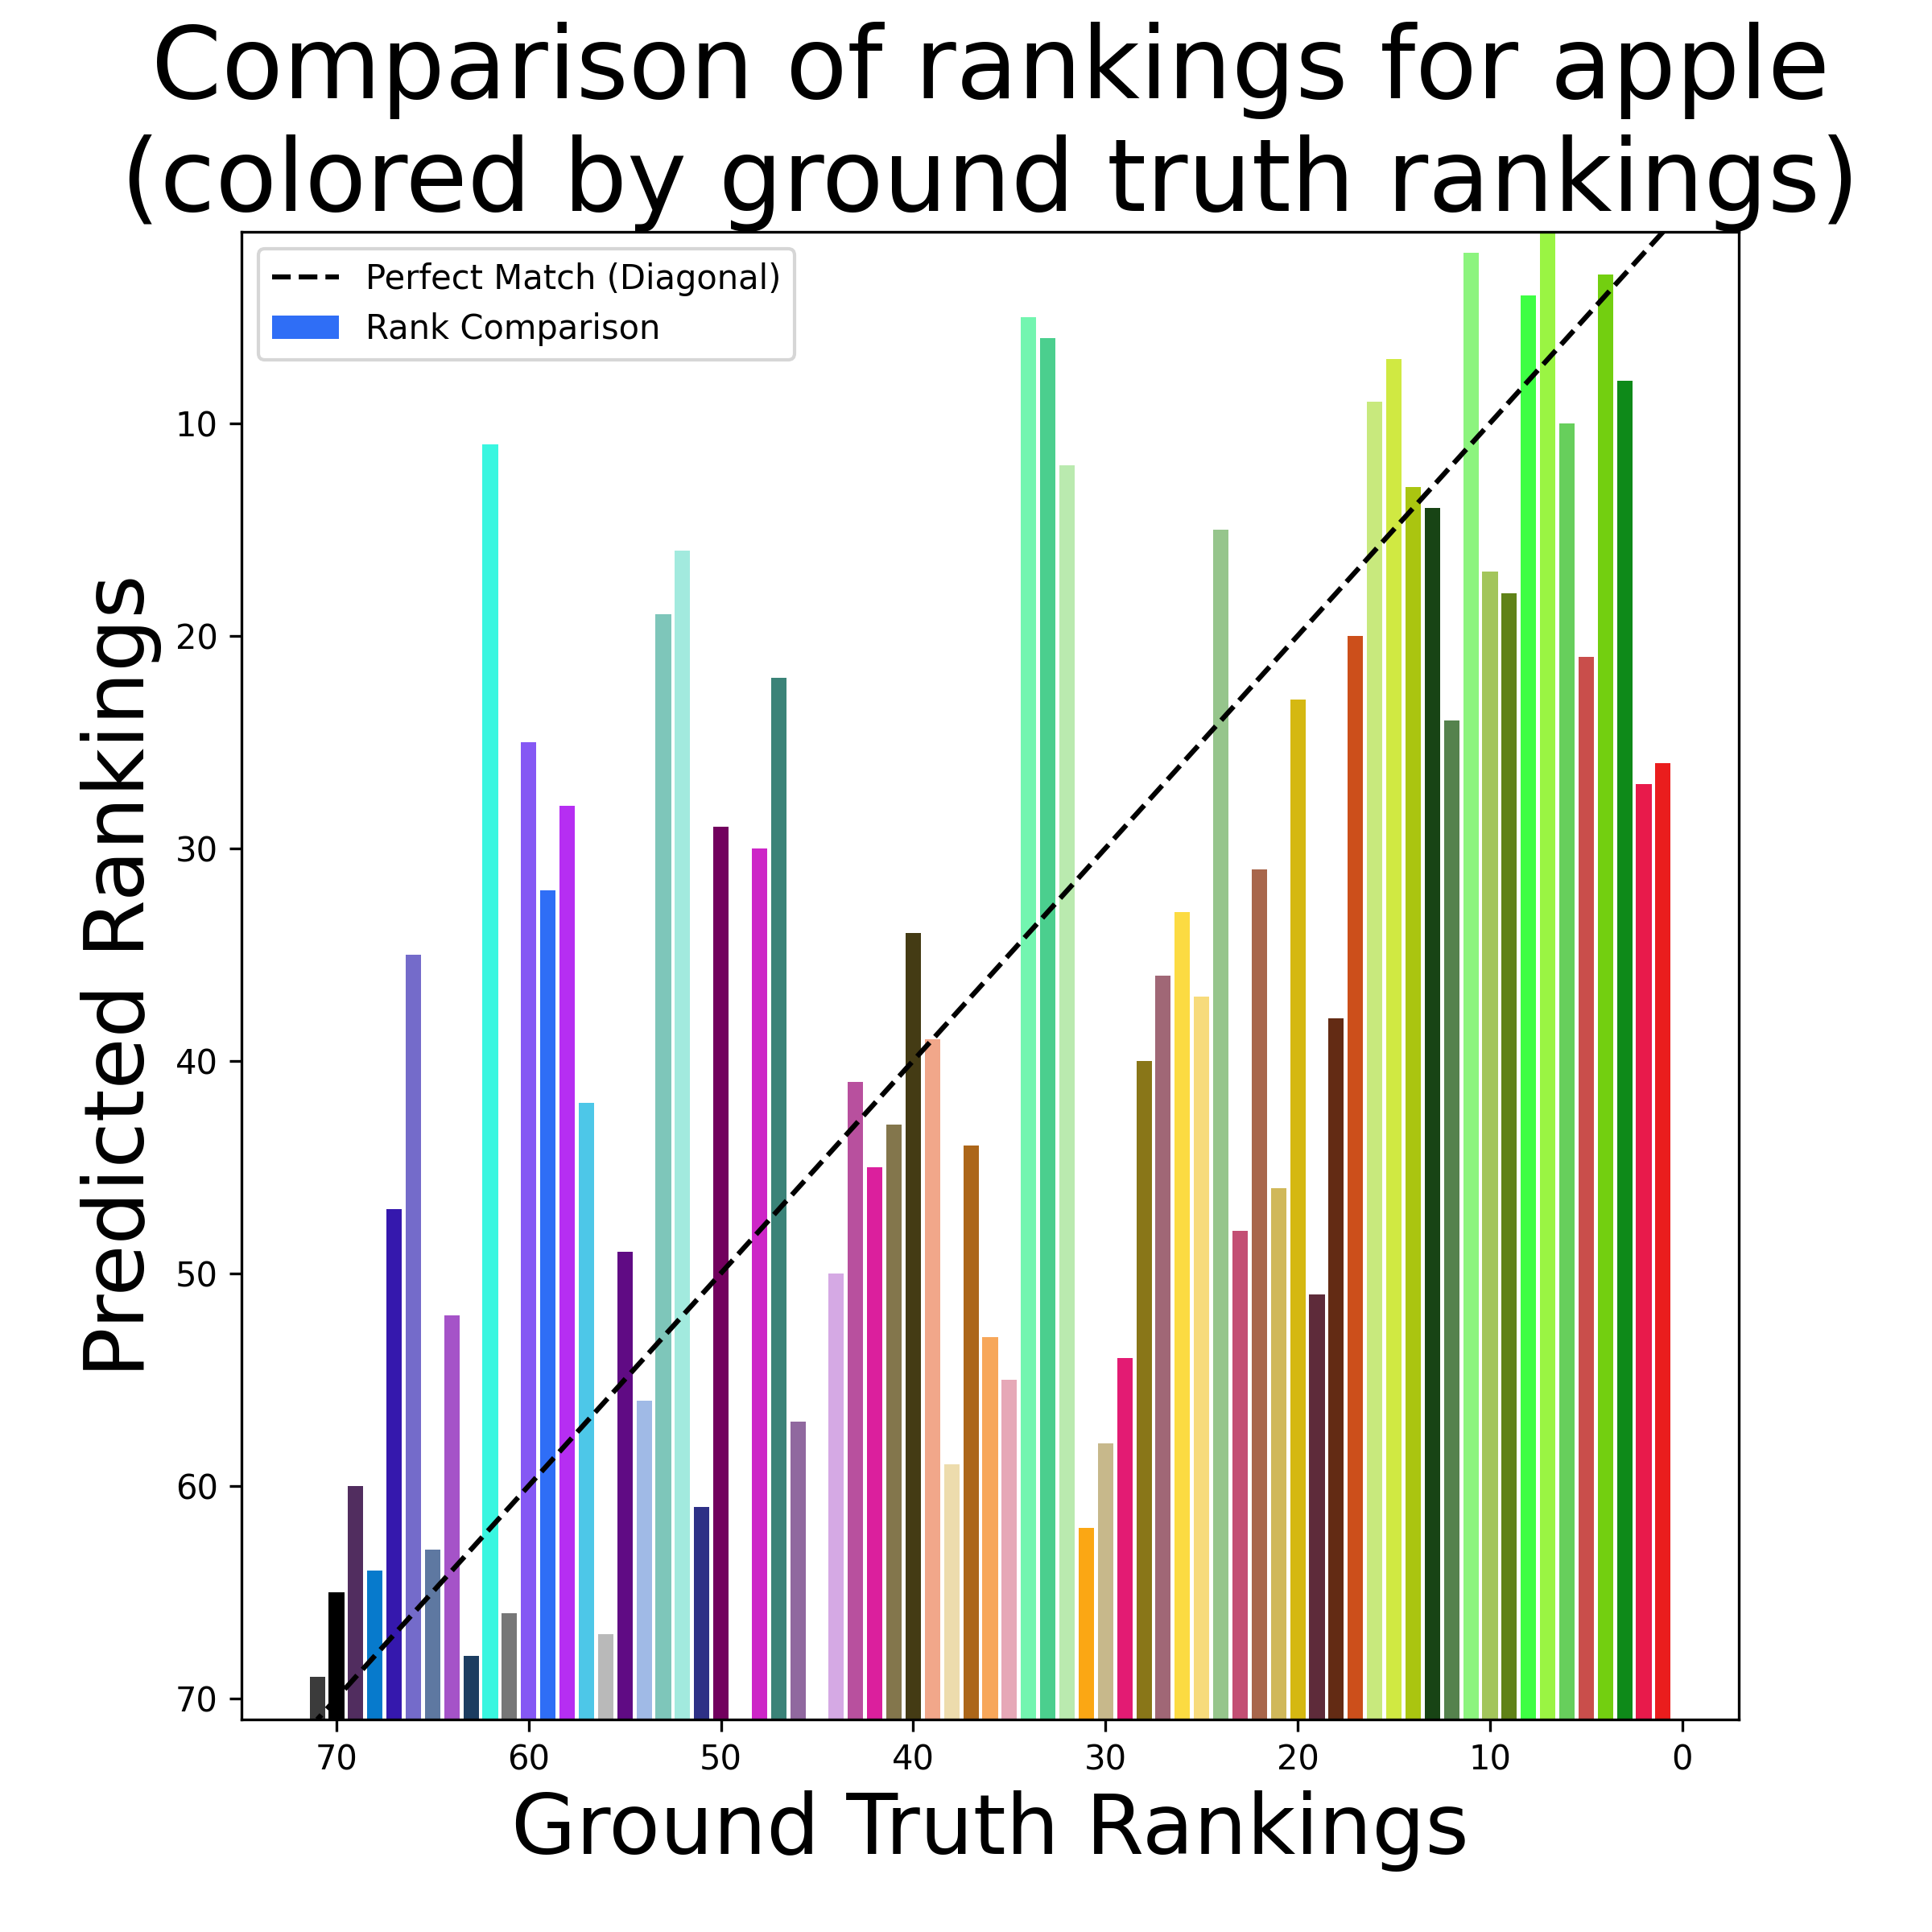 Comparison of rankings for apple
(colored by ground truth rankings)
Perfect Match (Diagonal)
Rank Comparison
Predicted Rankings
10
20
30
40
50
60
70
70 60 50 40 30 20 10 0
Ground Truth Rankings